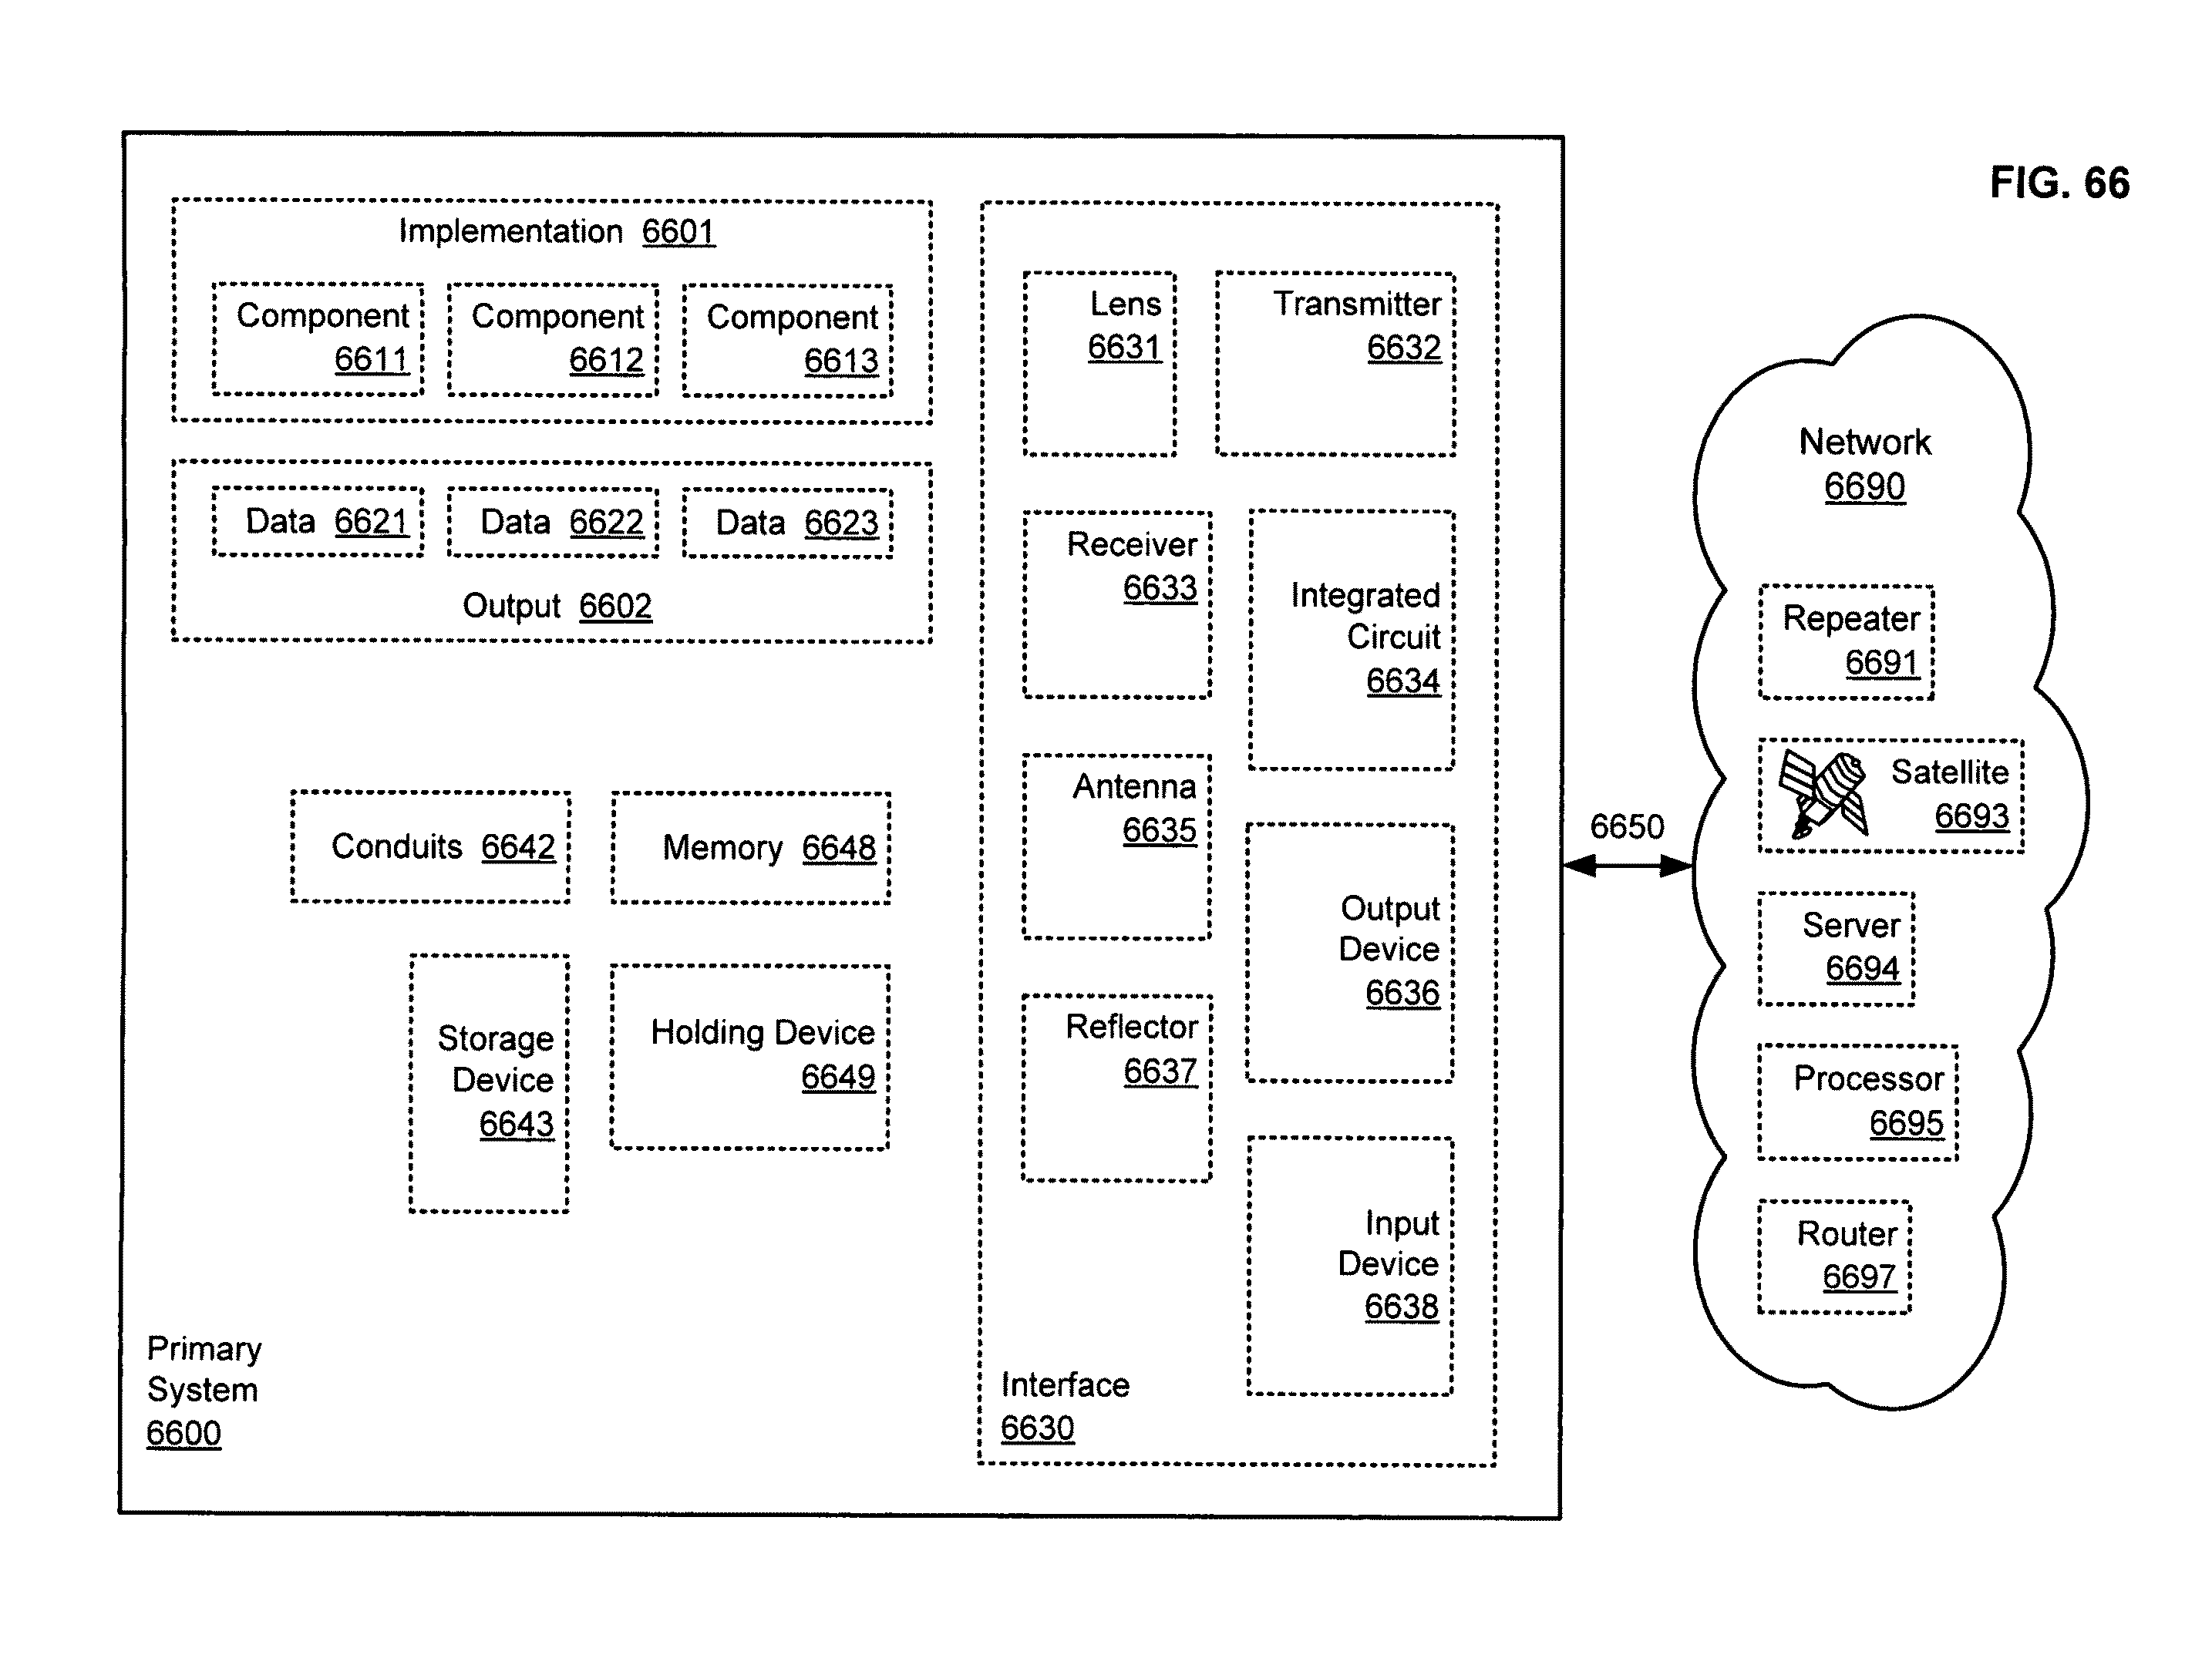 FIG. 66
Implementation 6601
Component 6611
Component 6612
Component 6613
Data 6621
Data 6622
Data 6623
Output 6602
Conduits 6642
Memory 6648
Storage
Device
6643
Holding Device
6649
Primary
System
6600
Lens
6631
Transmitter
6632
Receiver
6633
Integrated
Circuit
6634
Antenna
6635
Output
Device
6636
Reflector
6637
Input
Device
6638
Interface
6630
6650
Network
6690
Repeater
6691
Satellite
6693
Server
6694
Processor
6695
Router
6697